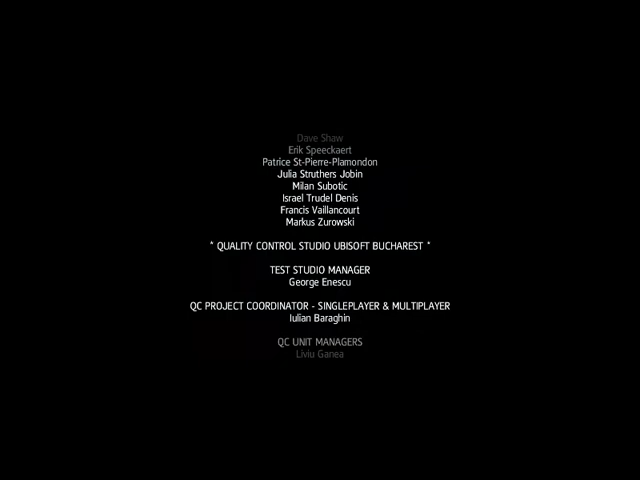 Dave Shaw
Erik Speeckaert
Patrice St-Pierre-Plamondon
Julia Struthers Jobin
Milan Subotic
Israel Trudel Denis
Francis Vaillancourt
Markus Zurowski
* QUALITY CONTROL STUDIO UBISOFT BUCHAREST *
TEST STUDIO MANAGER
George Enescu
QC PROJECT COORDINATOR - SINGLEPLAYER & MULTIPLAYER
Iulian Baraghin
QC UNIT MANAGERS
Liviu Ganea